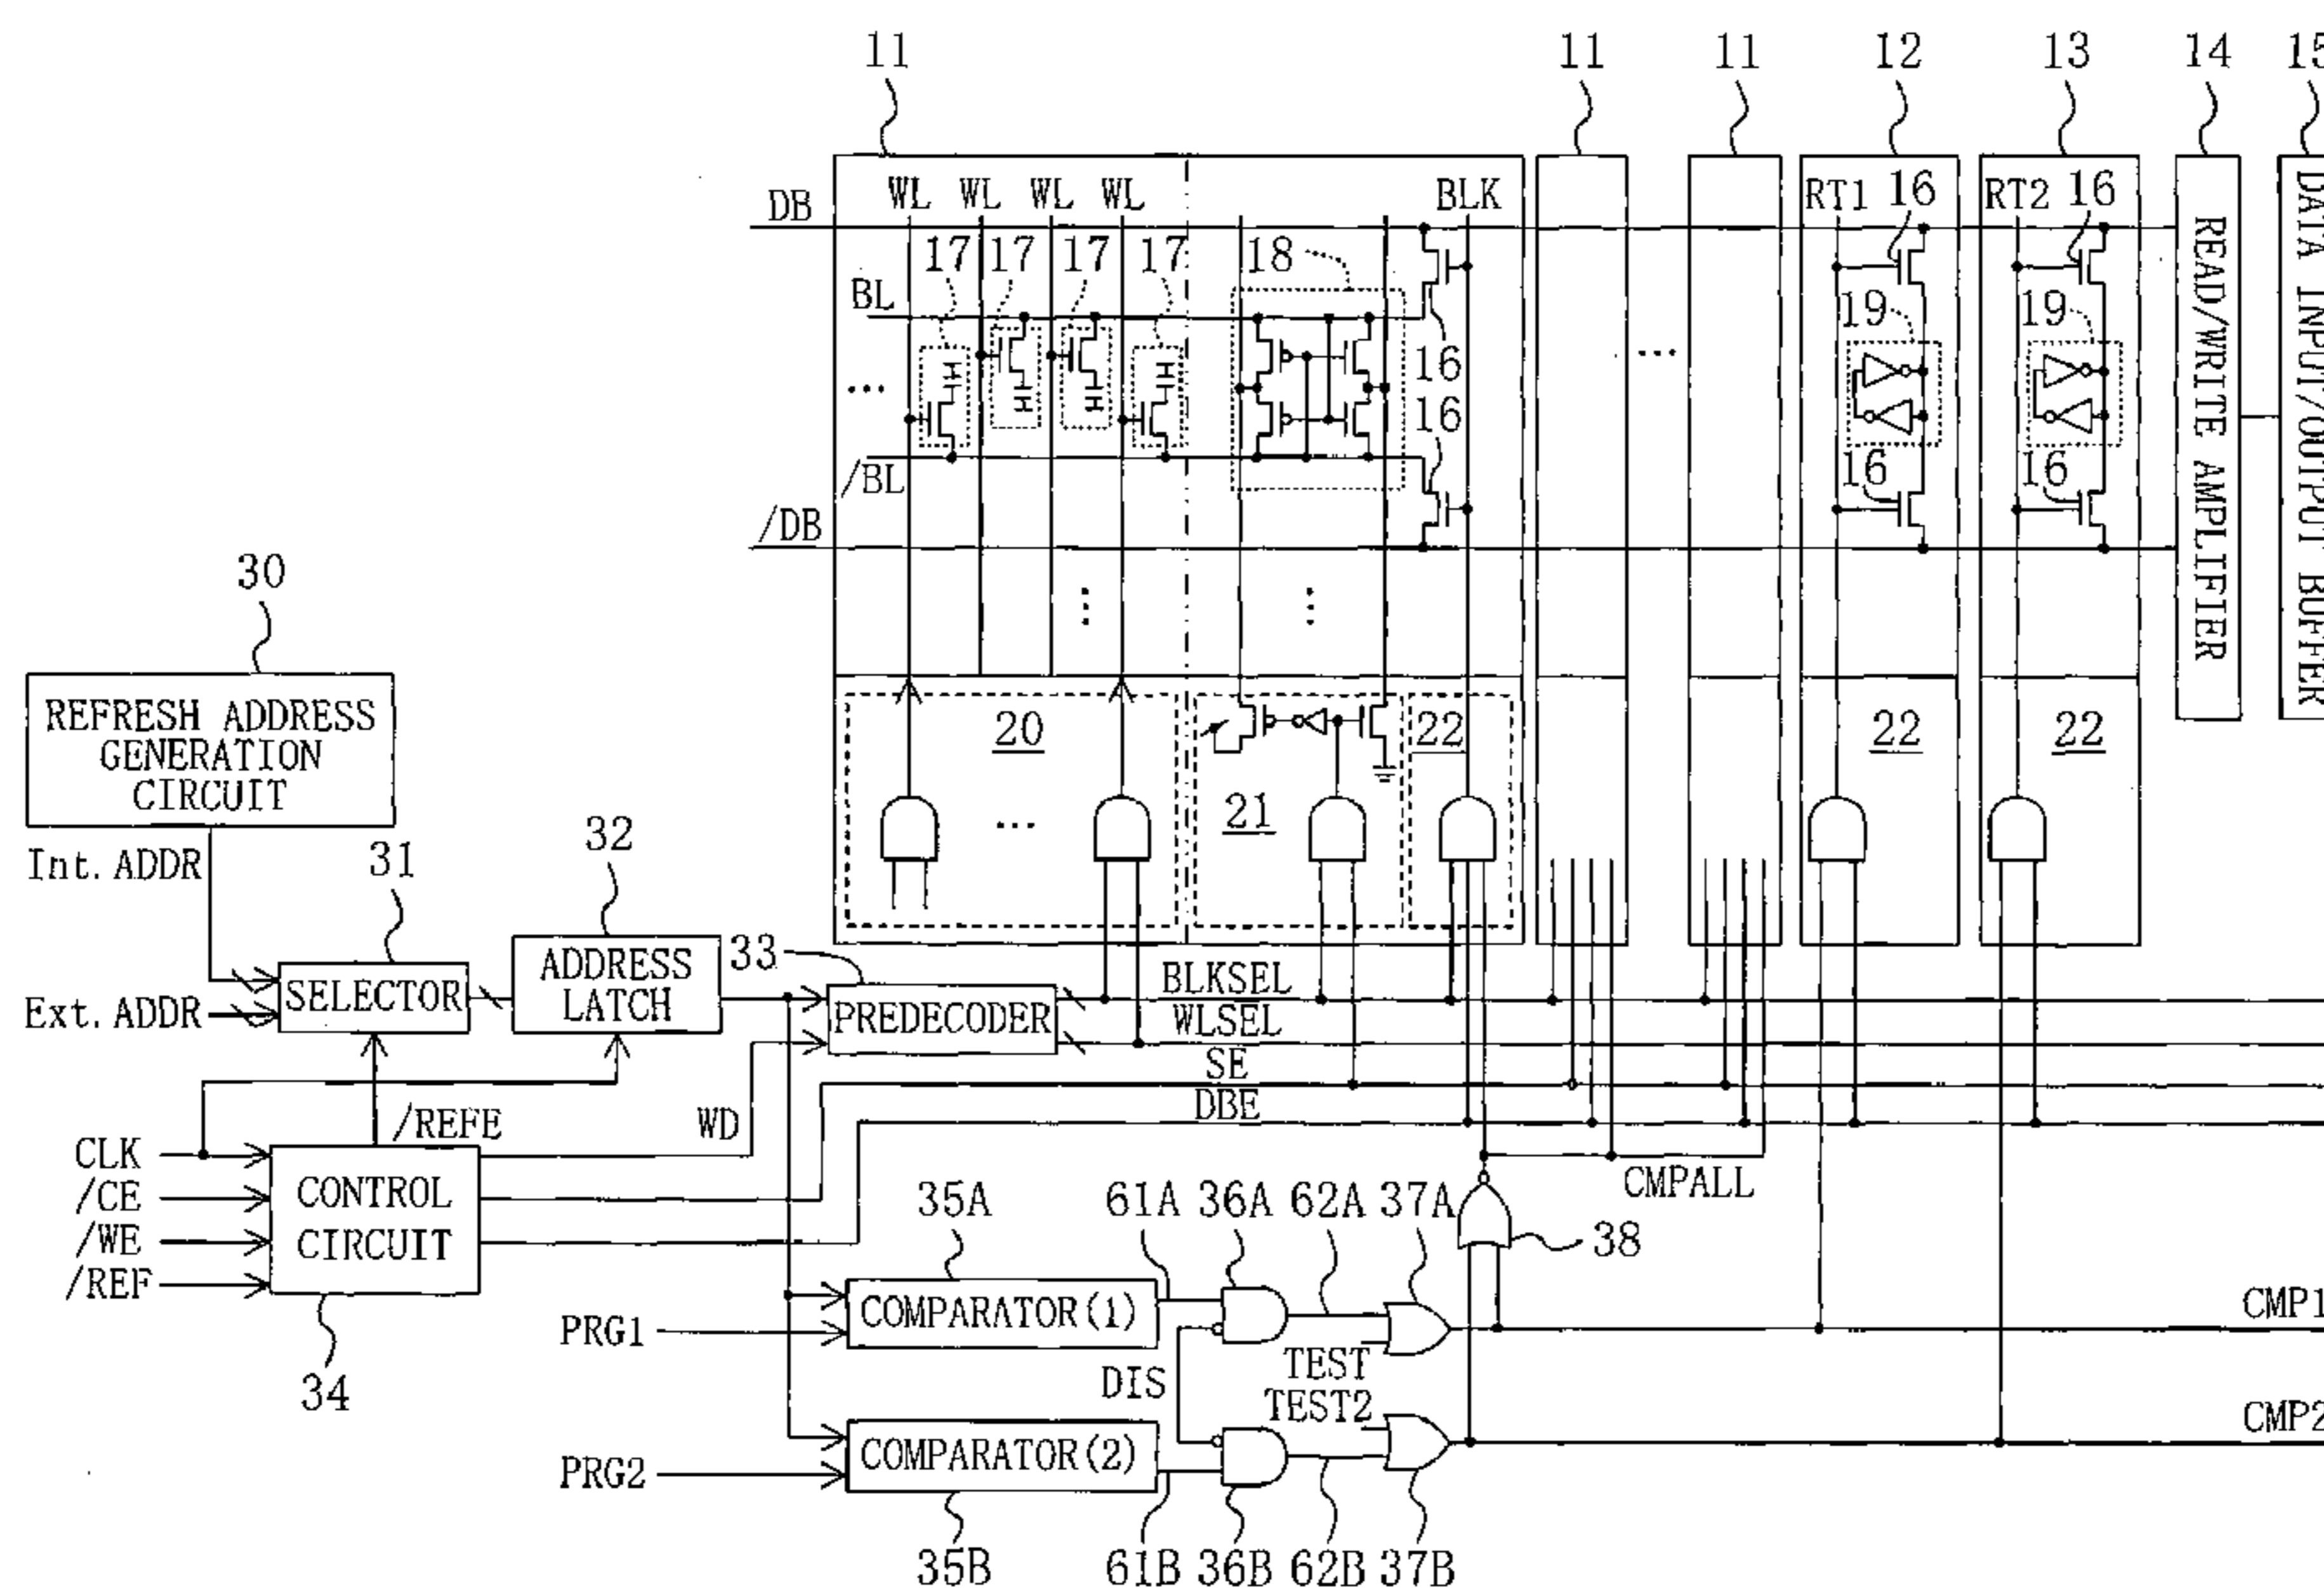 11
11
11
12
13
14
15
WL
WL
WL
WL
BLK
RT1
16
RT2
16
DB
17
17
17
17
18
BL
16
16
19
19
/BL
16
16
/DB
...
...
READ/WRITE AMPLIFIER
DATA INPUT/OUTPUT BUFFER
30
REFRESH ADDRESS
GENERATION
CIRCUIT
20
21
22
22
22
...
Int. ADDR
31
32
33
SELECTOR
ADDRESS
LATCH
PREDECODER
Ext. ADDR
BLKSEL
WLSEL
SE
DBE
/REFE
WD
CLK
/CE
/WE
/REF
CONTROL
CIRCUIT
34
CMPALL
35A
61A
36A
62A
37A
38
COMPARATOR(1)
PRG1
CMP1
DIS
TEST
TEST2
COMPARATOR(2)
PRG2
CMP2
35B
61B
36B
62B
37B